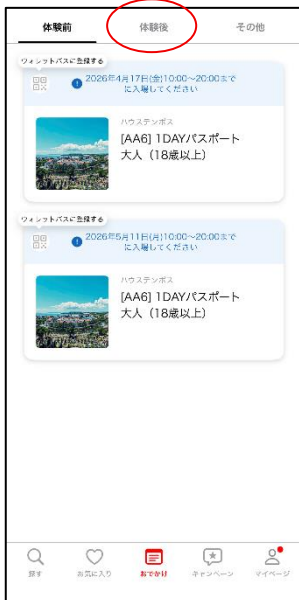 体験前 体験後 その他
ウォレットパスに登録する
2026年4月17日(金)10:00～20:00まで
に入場してください
ハウステンボス
[AA6] 1DAYパスポート
大人（18歳以上）
ウォレットパスに登録する
2026年5月11日(月)10:00～20:00まで
に入場してください
ハウステンボス
[AA6] 1DAYパスポート
大人（18歳以上）
探す お気に入り おでかけ キャンペーン マイページ